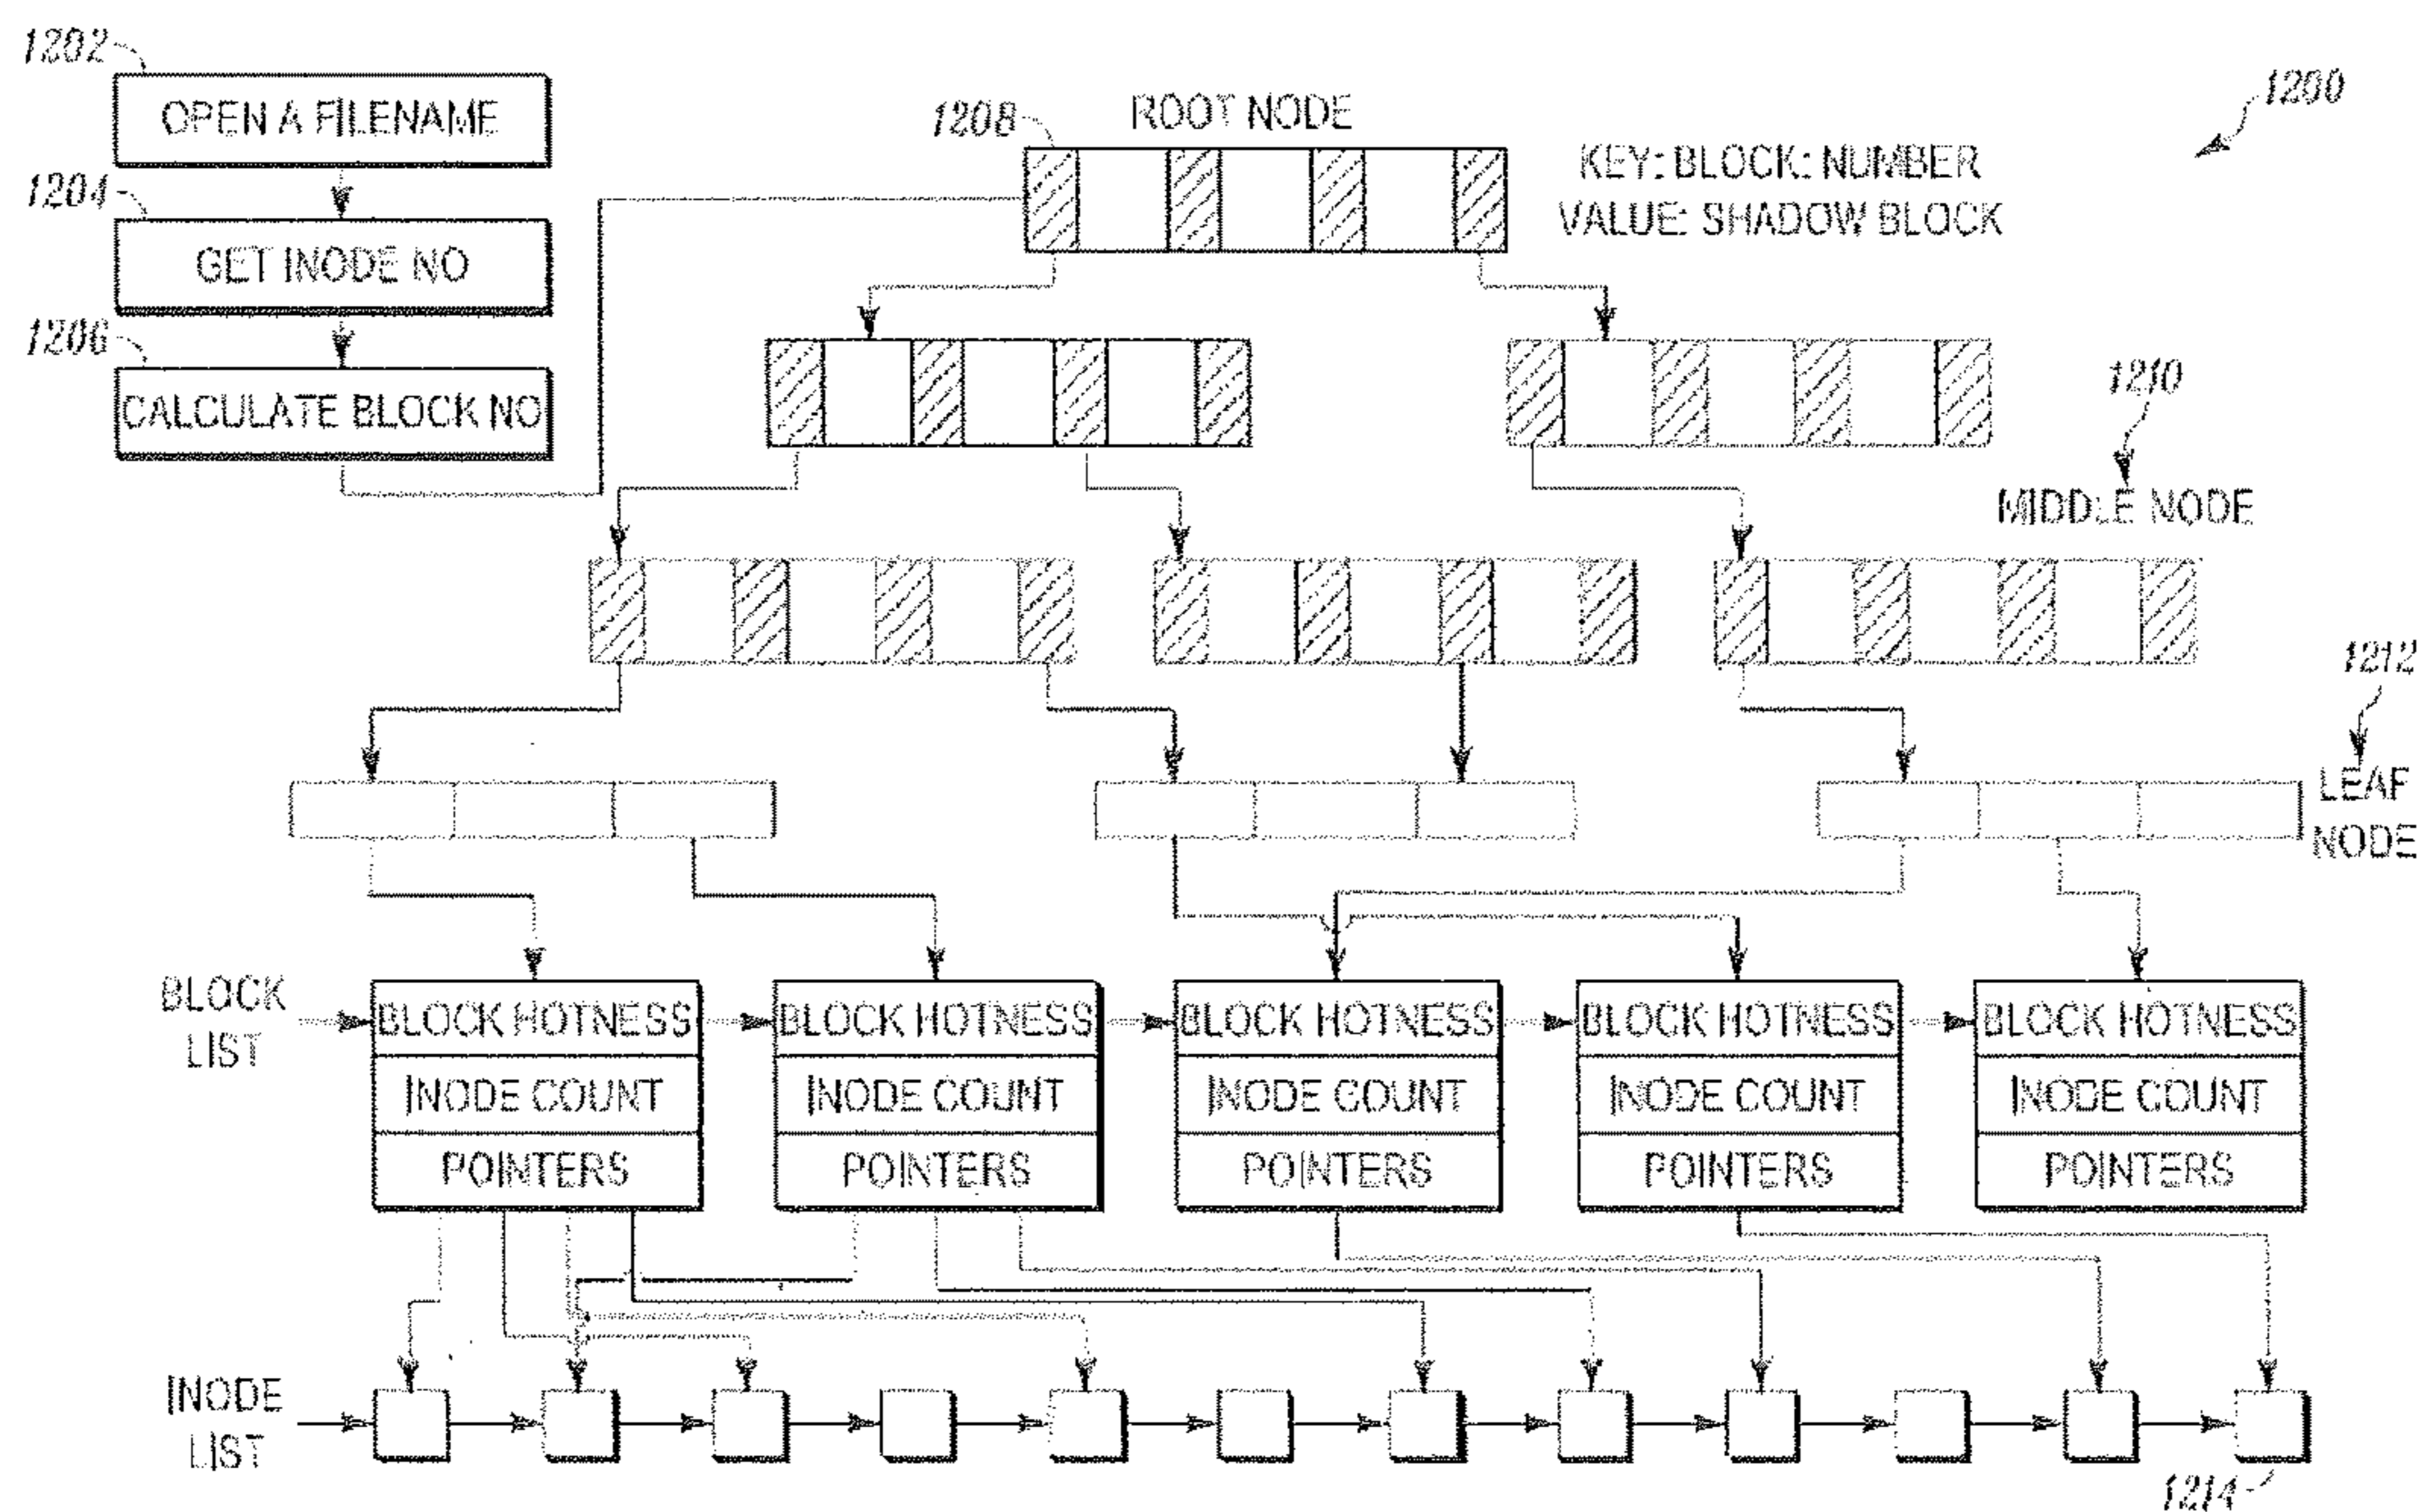 1202
OPEN A FILENAME
1204
GET INODE NO
1206
CALCULATE BLOCK NO
1208
ROOT NODE
KEY: BLOCK: NUMBER
VALUE: SHADOW BLOCK
1200
1210
MIDDLE NODE
1212
LEAF
NODE
BLOCK
LIST
BLOCK HOTNESS
INODE COUNT
POINTERS
BLOCK HOTNESS
INODE COUNT
POINTERS
BLOCK HOTNESS
INODE COUNT
POINTERS
BLOCK HOTNESS
INODE COUNT
POINTERS
BLOCK HOTNESS
INODE COUNT
POINTERS
INODE
LIST
1214